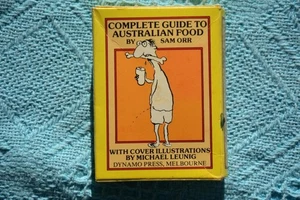 COMPLETE GUIDE TO
AUSTRALIAN FOOD
BY SAM ORR
WITH COVER ILLUSTRATIONS
BY MICHAEL LEUNIG
DYNAMO PRESS, MELBOURNE